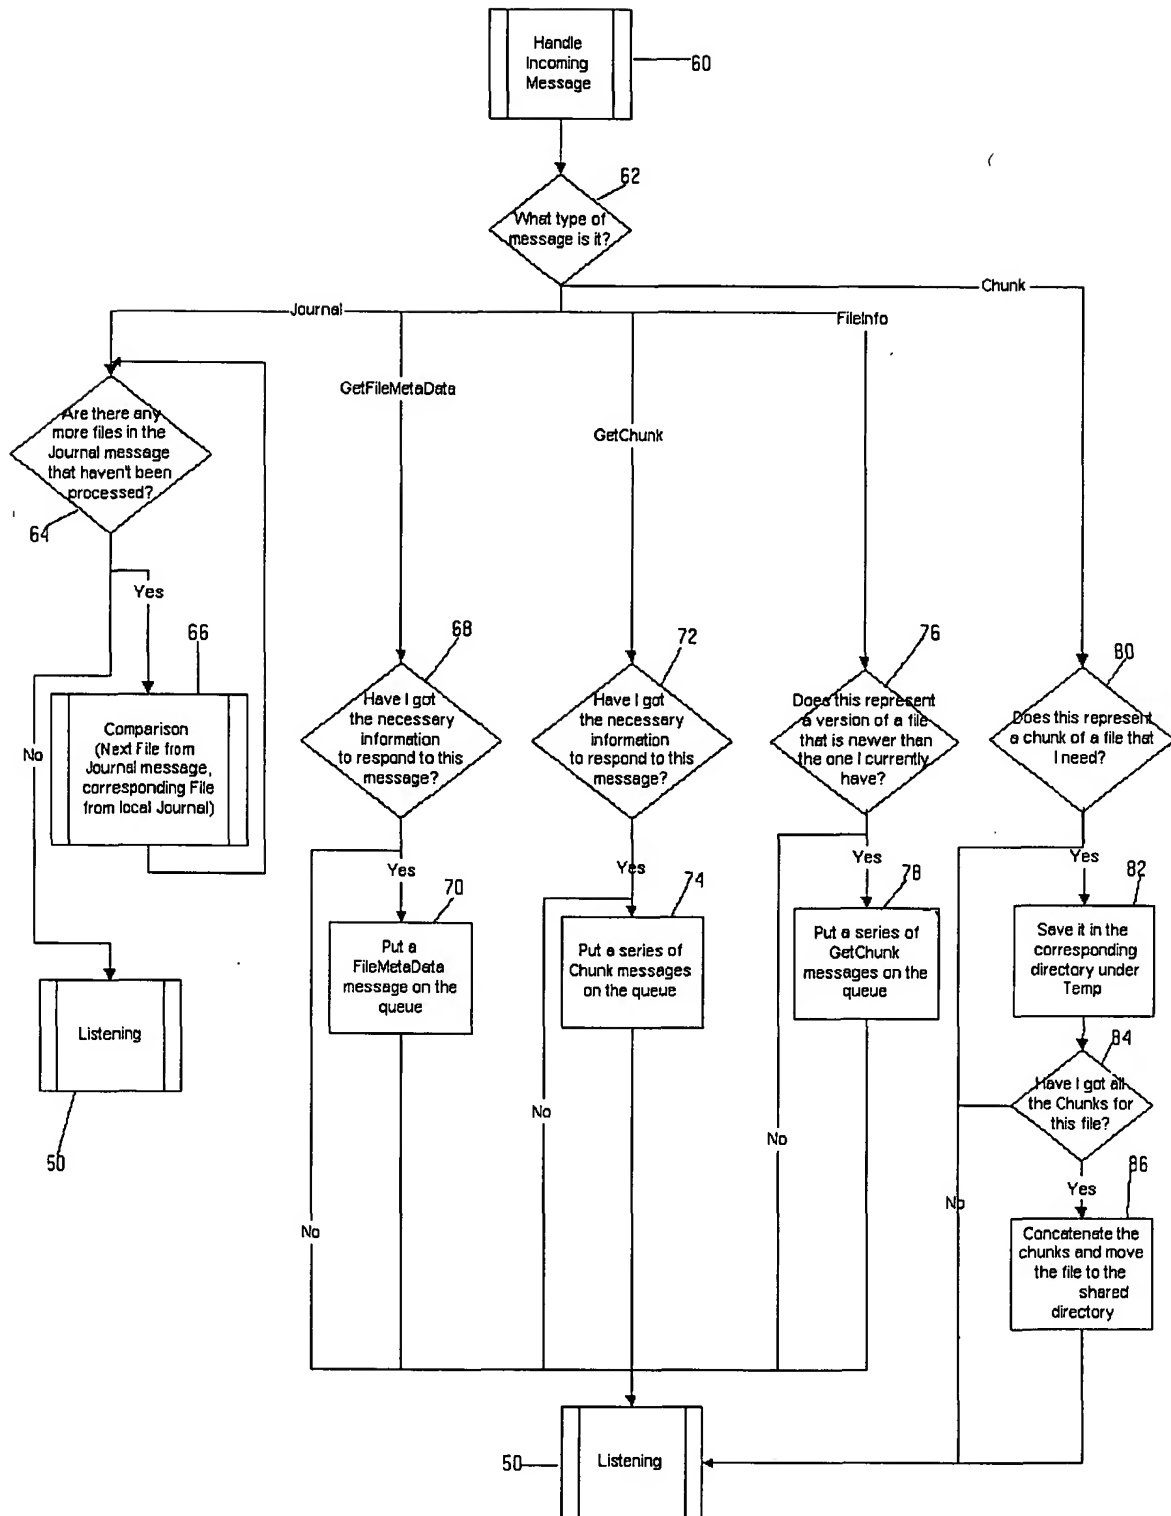 Handle
Incoming
Message
60
62
What type of
message is it?
Chunk
Journal
FileInfo
GetFileMetaData
GetChunk
Are there any
more files in the
Journal message
that haven't been
processed?
64
Yes
66
68
72
76
80
Comparison
(Next File from
Journal message,
corresponding File
from local Journal)
No
Have I got
the necessary
information
to respond to this
message?
Have I got
the necessary
information
to respond to this
message?
Does this represent
a version of a file
that is newer than
the one I currently
have?
Does this represent
a chunk of a file that
I need?
Yes
Yes
Yes
Yes
70
74
78
82
Put a
FileMetaData
message on the
queue
Put a series of
Chunk messages
on the queue
Put a series of
GetChunk
messages on the
queue
Save it in the
corresponding
directory under
Temp
Listening
50
84
Have I got all
the Chunks for
this file?
No
No
No
No
Yes
86
Concatenate the
chunks and move
the file to the
shared
directory
50
Listening